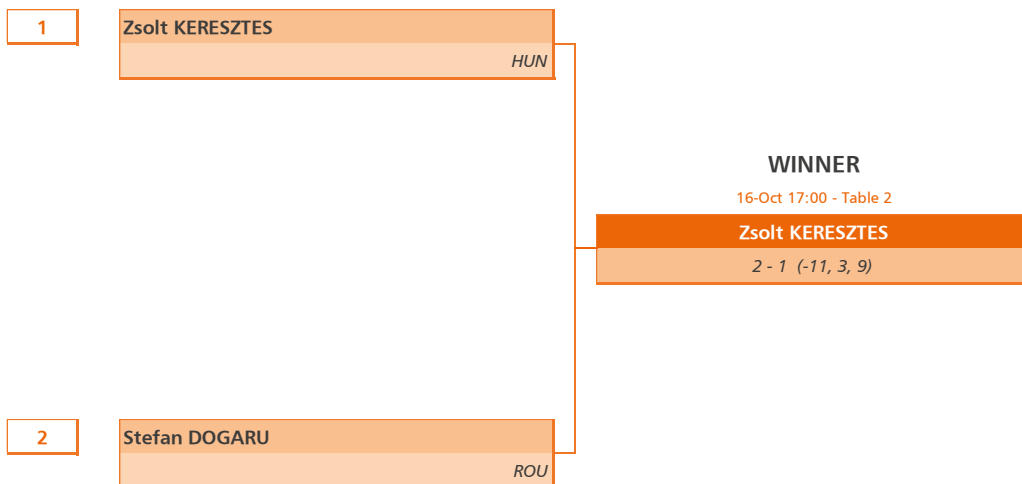 1
Zsolt KERESZTES
HUN
WINNER
16-Oct 17:00 - Table 2
Zsolt KERESZTES
2 - 1 (-11, 3, 9)
2
Stefan DOGARU
ROU